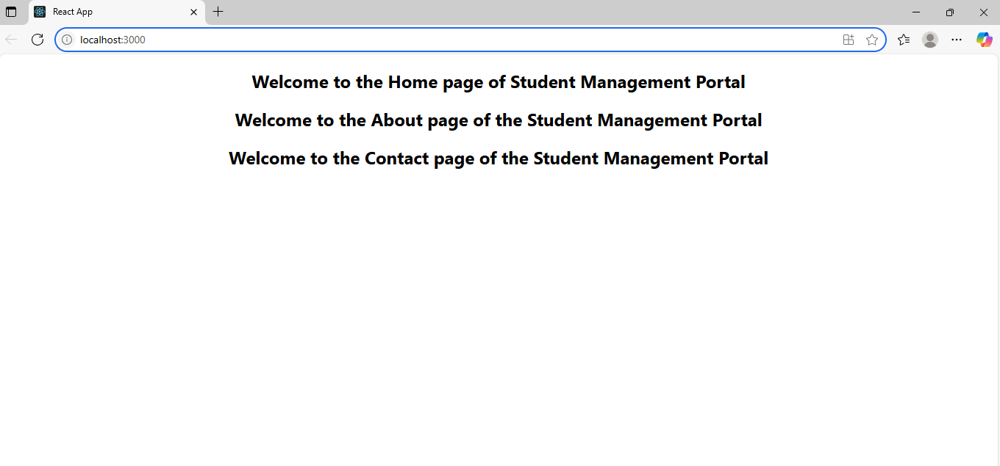 React App
localhost:3000
Welcome to the Home page of Student Management Portal
Welcome to the About page of the Student Management Portal
Welcome to the Contact page of the Student Management Portal